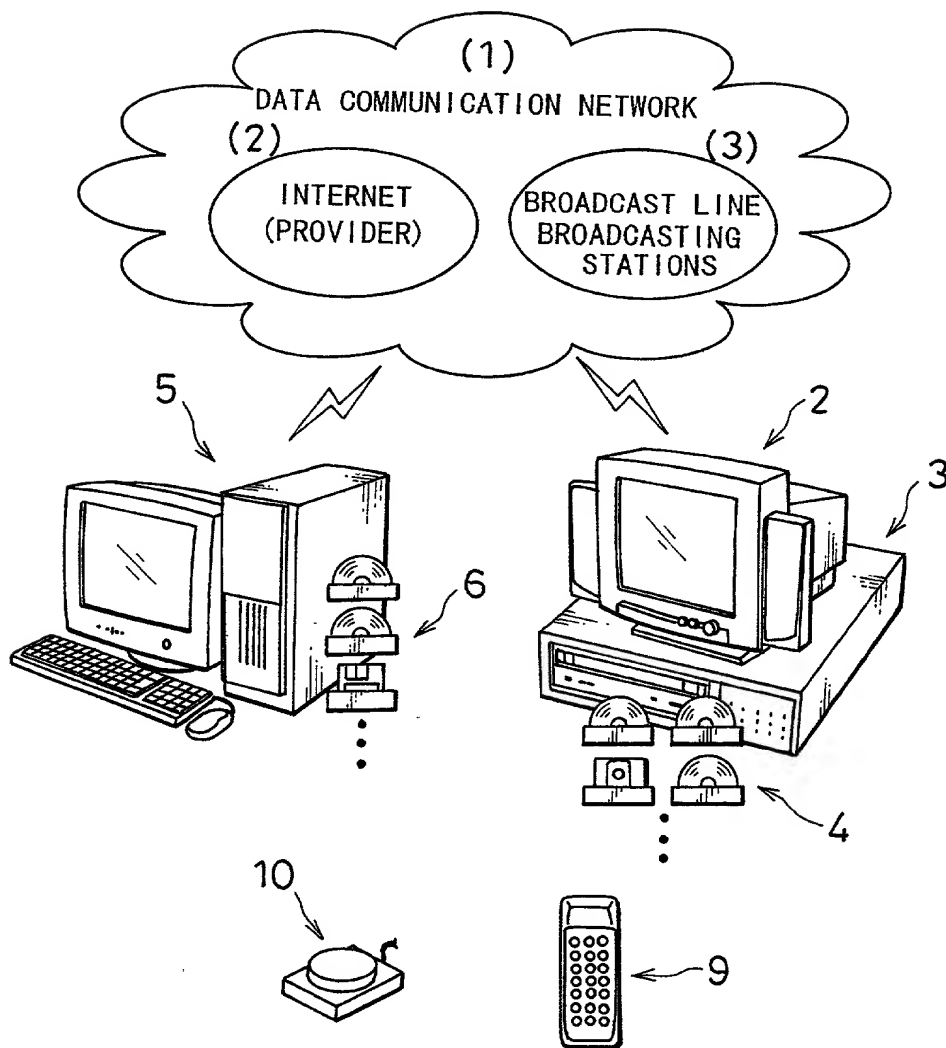 (1)
DATA COMMUNICATION NETWORK
(2)
(3)
INTERNET
(PROVIDER)
BROADCAST LINE
BROADCASTING
STATIONS
5
2
3
6
4
10
9